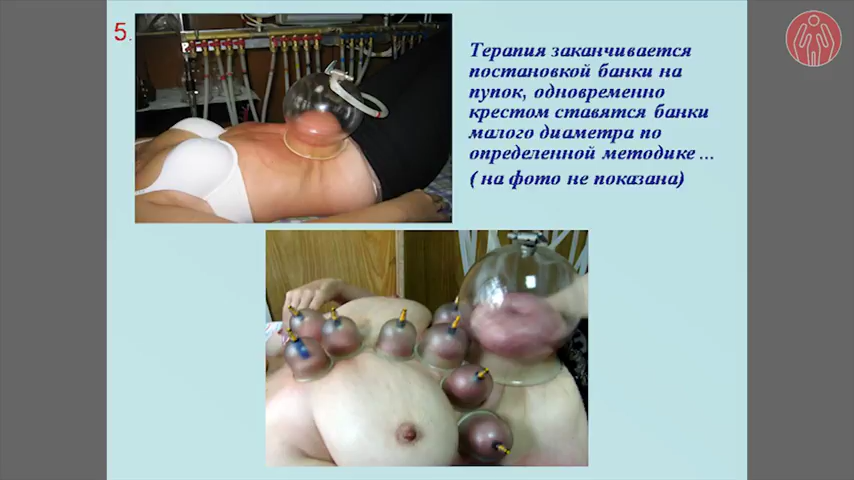 5.
Терапия заканчивается
постановкой банки на
пупок, одновременно
крестом ставятся банки
малого диаметра по
определенной методике ...
( на фото не показана)